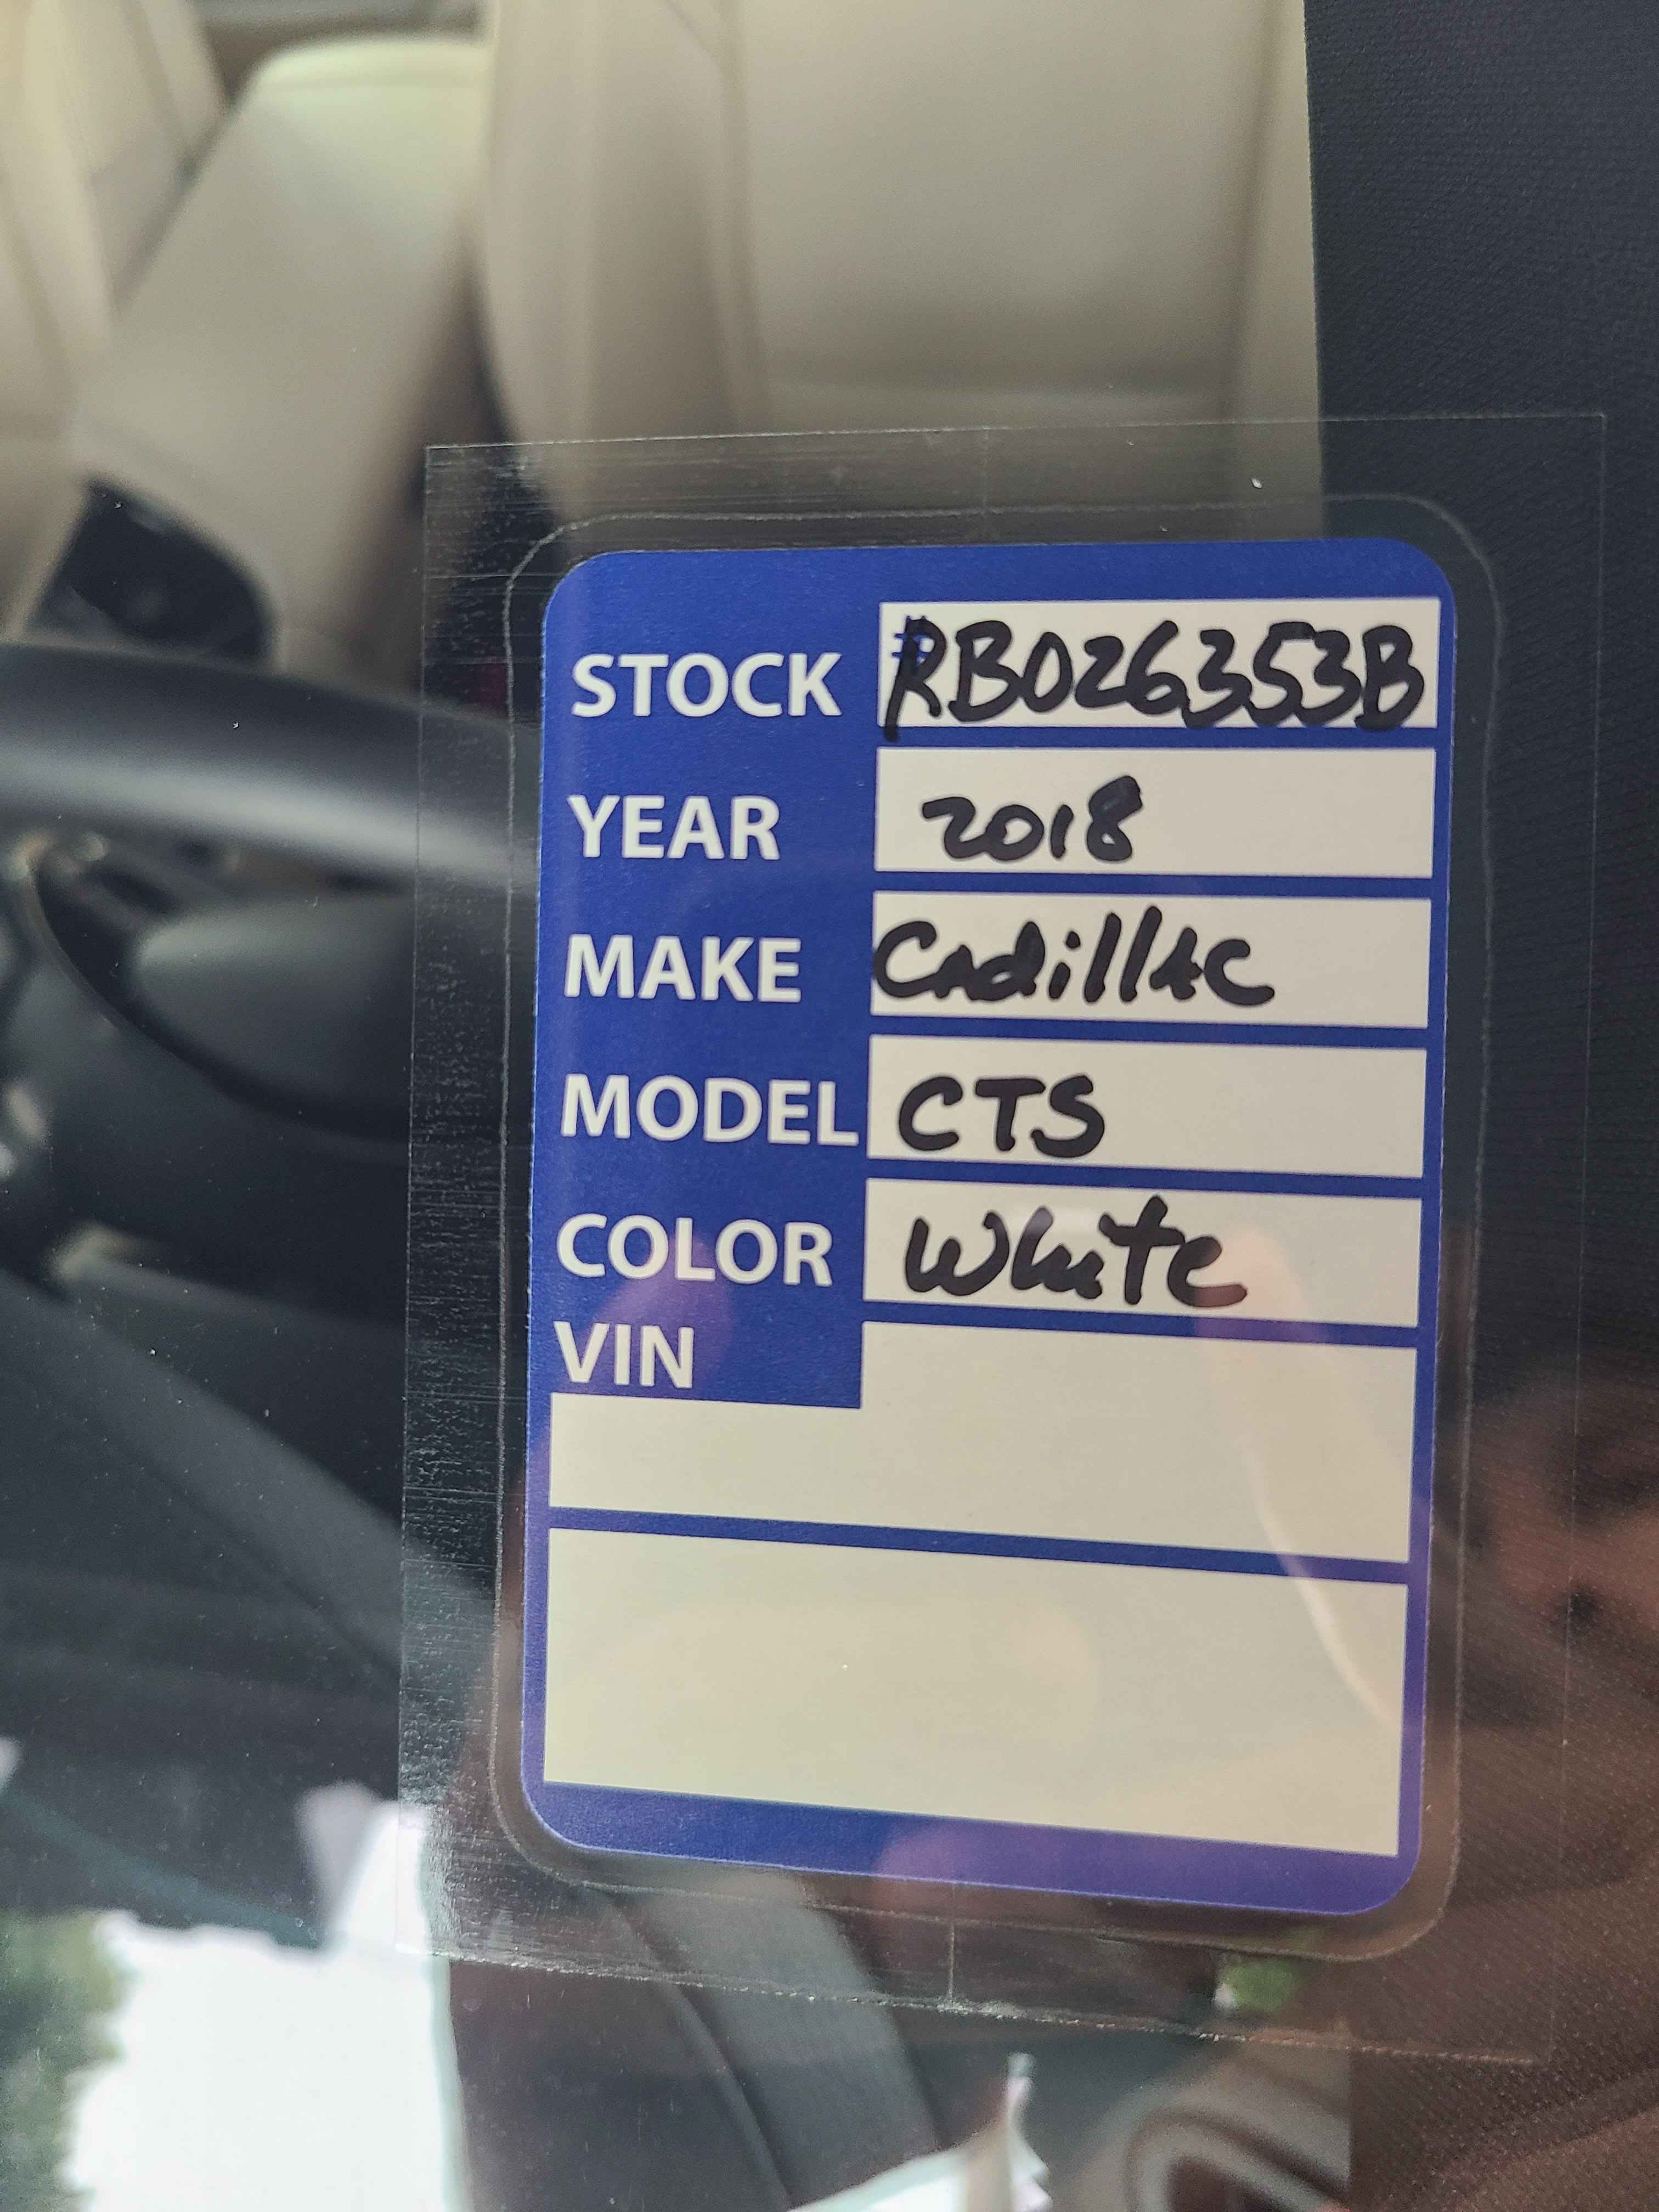 STOCK #RB026353B
YEAR 2018
MAKE Cadillac
MODEL CTS
COLOR White
VIN